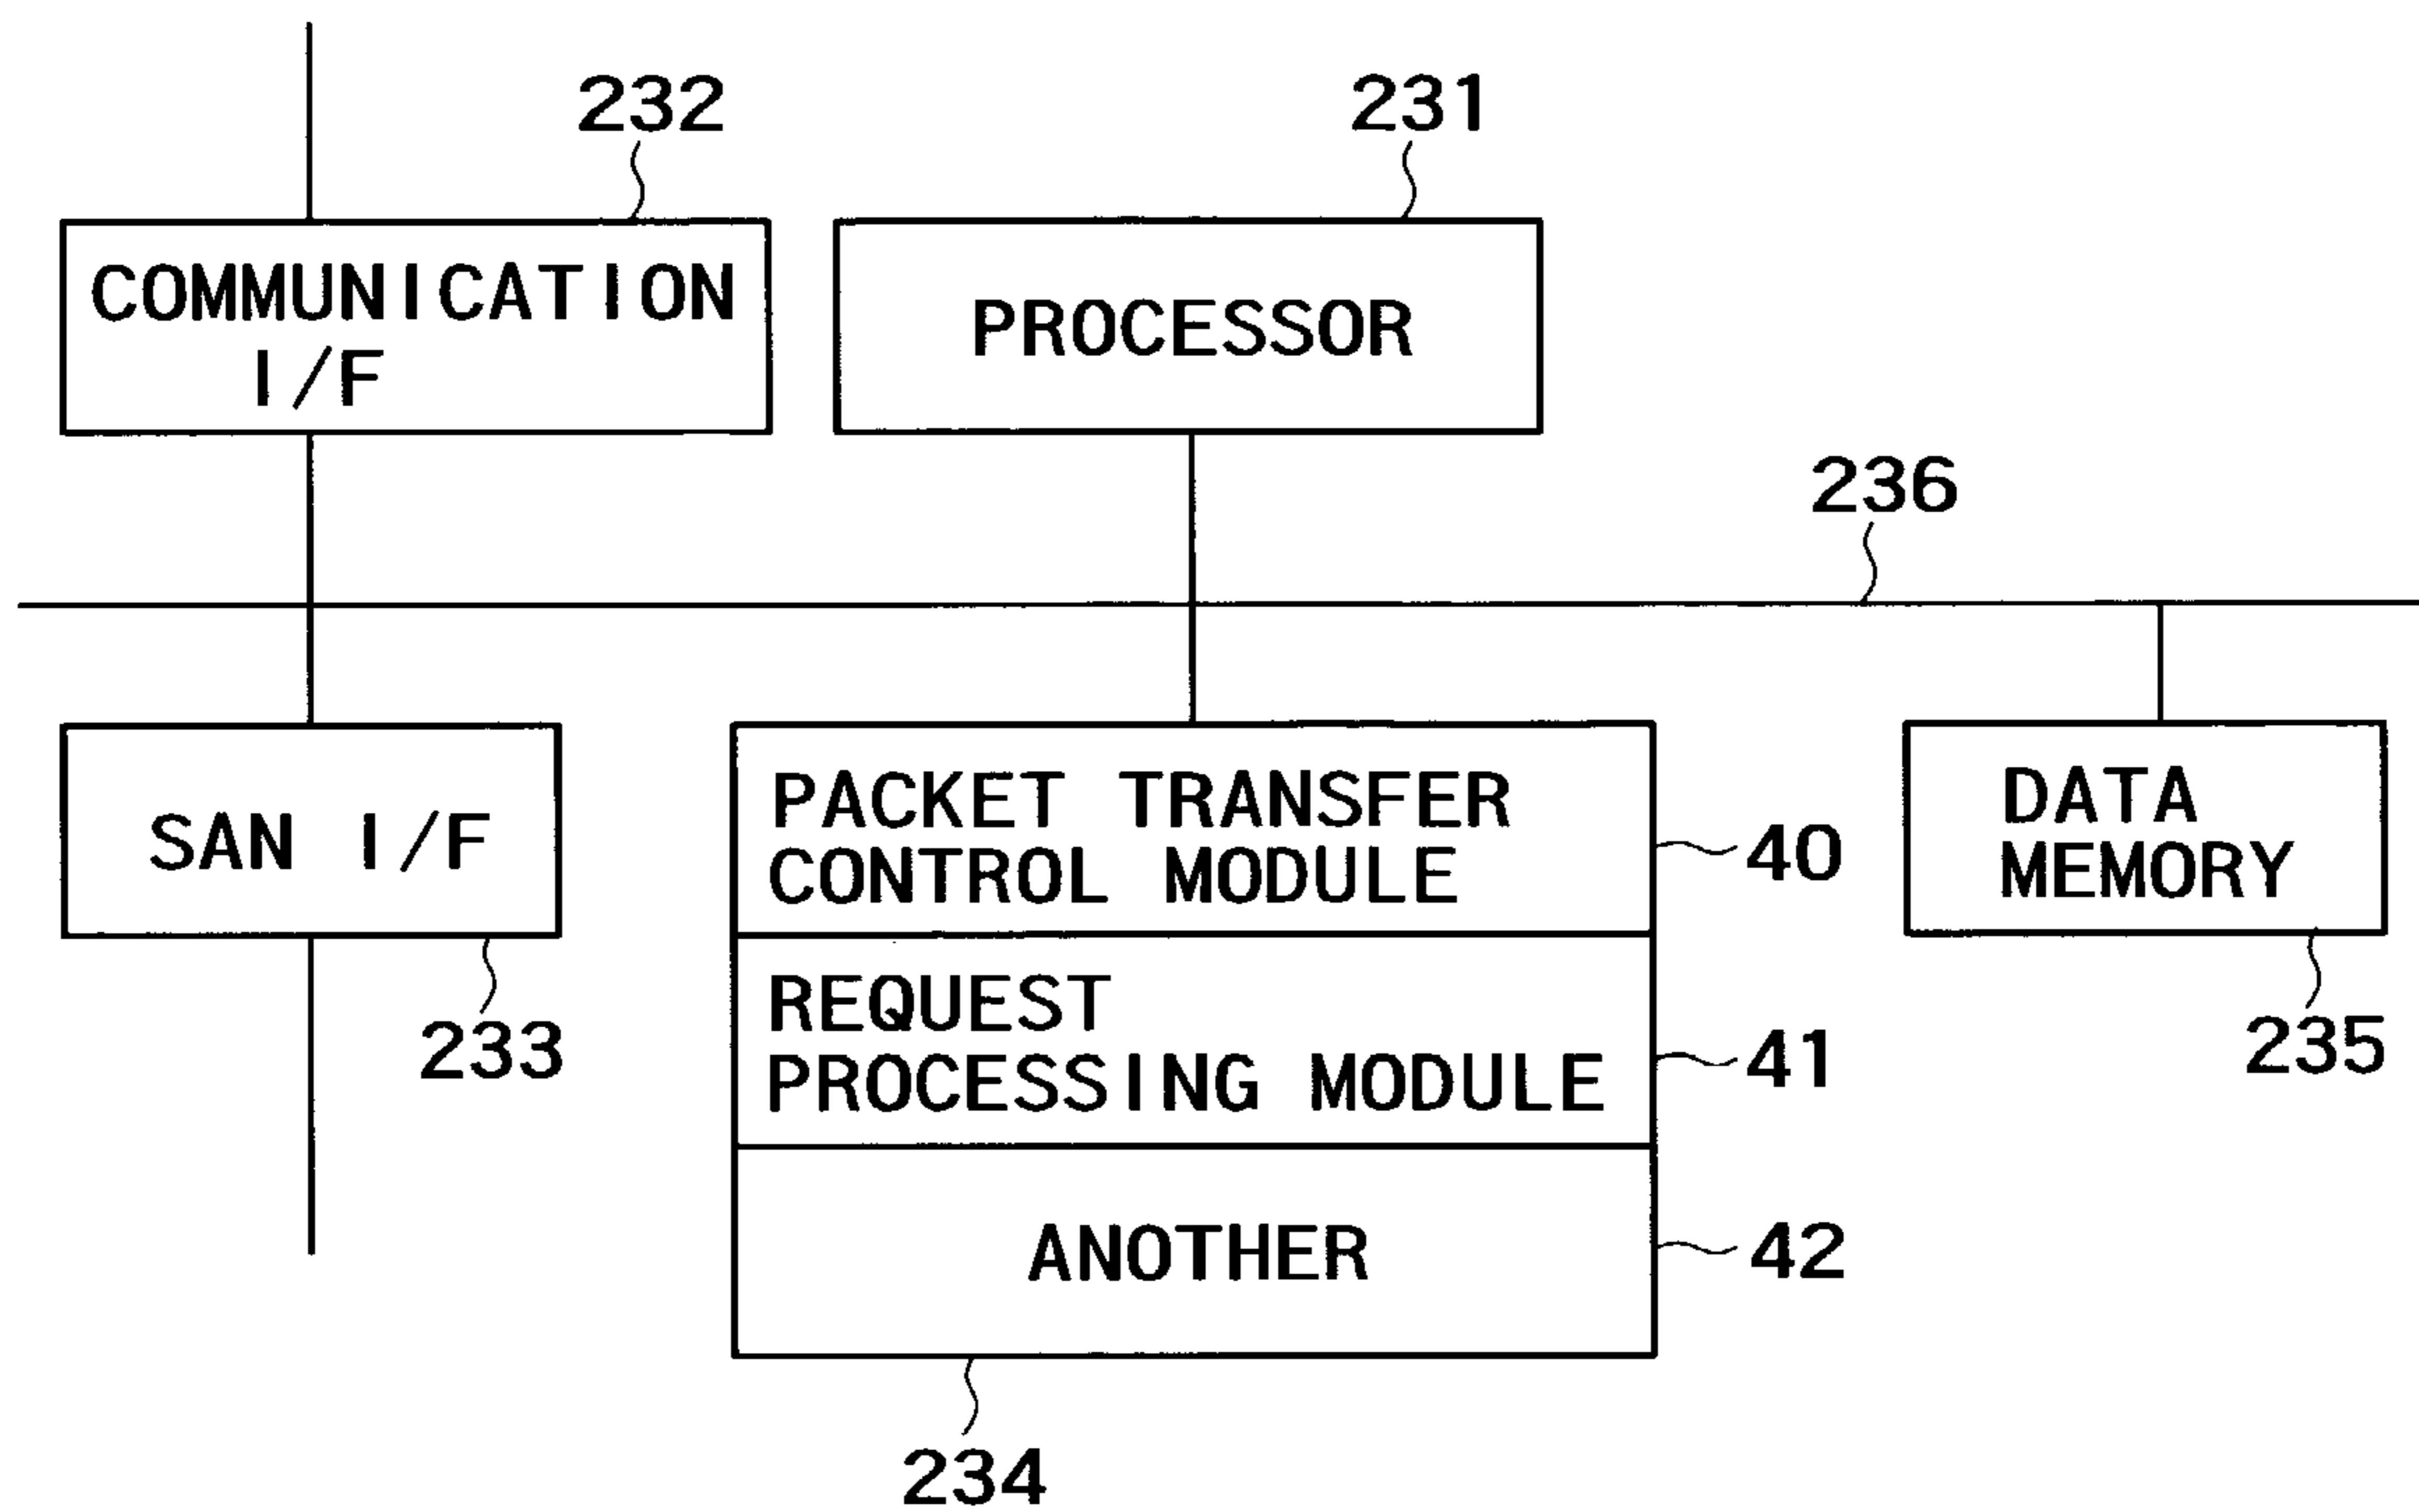 232
231
COMMUNICATION
I/F
PROCESSOR
236
SAN I/F
PACKET TRANSFER
CONTROL MODULE
40
DATA
MEMORY
233
REQUEST
PROCESSING MODULE
41
235
ANOTHER
42
234